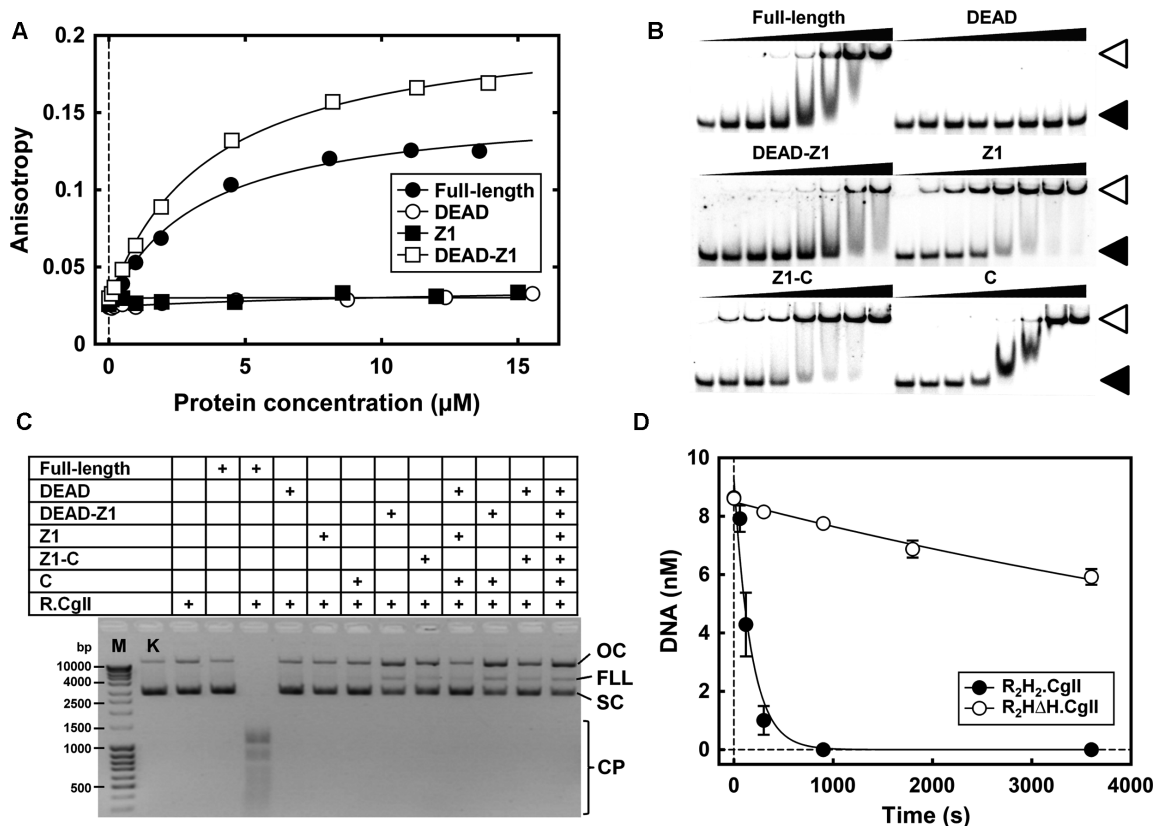 A
0.2
0.15
0.1
0.05
0
Anisotropy
0
5
10
15
Protein concentration (µM)
Full-length
DEAD
Z1
DEAD-Z1
B
Full-length
DEAD
DEAD-Z1
Z1
Z1-C
C
C
Full-length + +
DEAD + + + +
DEAD-Z1 + + +
Z1 + + +
Z1-C + + +
C + + + +
R.CglI + + + + + + + + + + + +
bp
M
K
10000
4000
2500
1500
1000
500
OC
FLL
SC
CP
D
10
8
6
4
2
0
DNA (nM)
0
1000
2000
3000
4000
Time (s)
R₂H₂.CglI
R₂HΔH.CglI